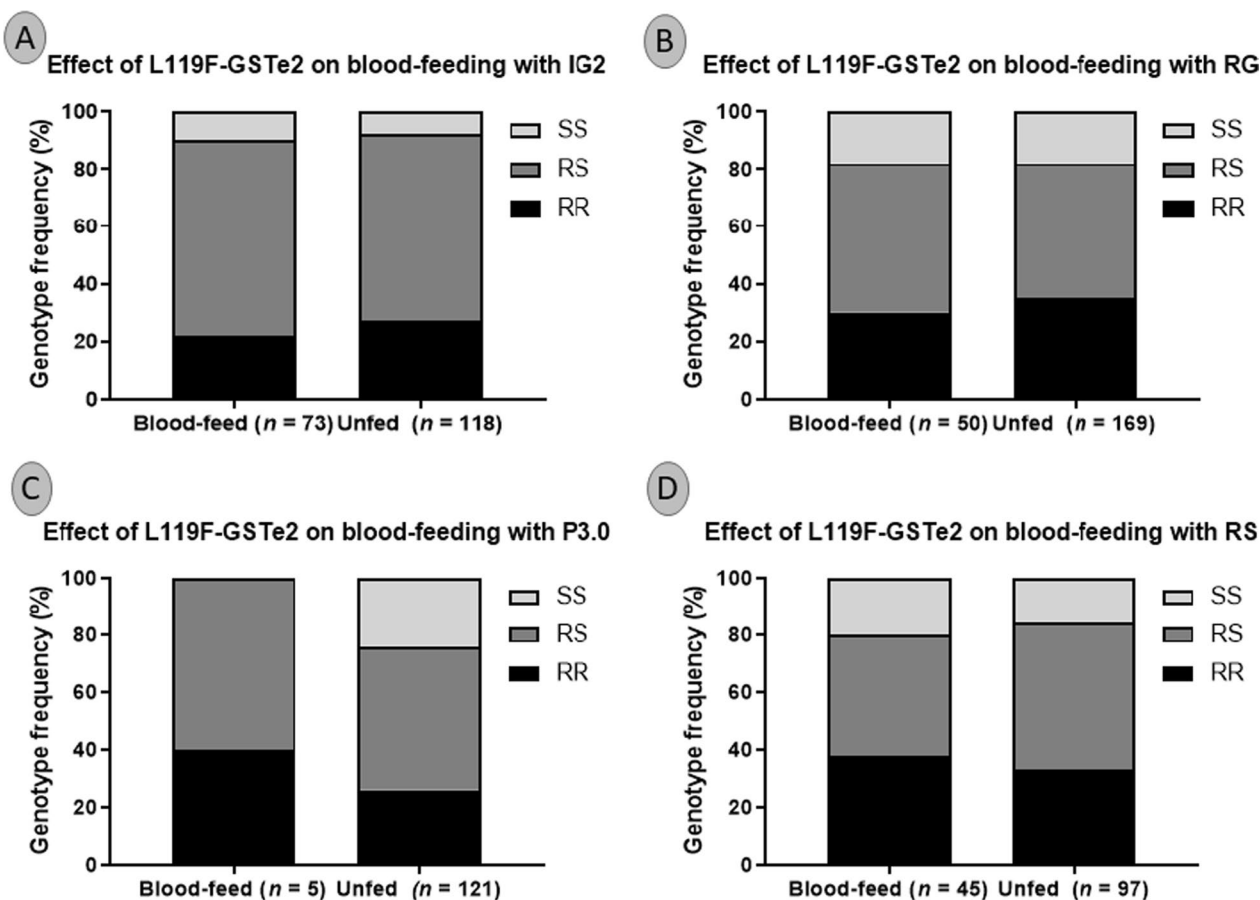 A
Effect of L119F-GSTe2 on blood-feeding with IG2
Genotype frequency (%)
100
80
60
40
20
0
SS
RS
RR
Blood-feed (n = 73) Unfed (n = 118)
B
Effect of L119F-GSTe2 on blood-feeding with RG
Genotype frequency (%)
100
80
60
40
20
0
SS
RS
RR
Blood-feed (n = 50) Unfed (n = 169)
C
Effect of L119F-GSTe2 on blood-feeding with P3.0
Genotype frequency (%)
100
80
60
40
20
0
SS
RS
RR
Blood-feed (n = 5) Unfed (n = 121)
D
Effect of L119F-GSTe2 on blood-feeding with RS
Genotype frequency (%)
100
80
60
40
20
0
SS
RS
RR
Blood-feed (n = 45) Unfed (n = 97)